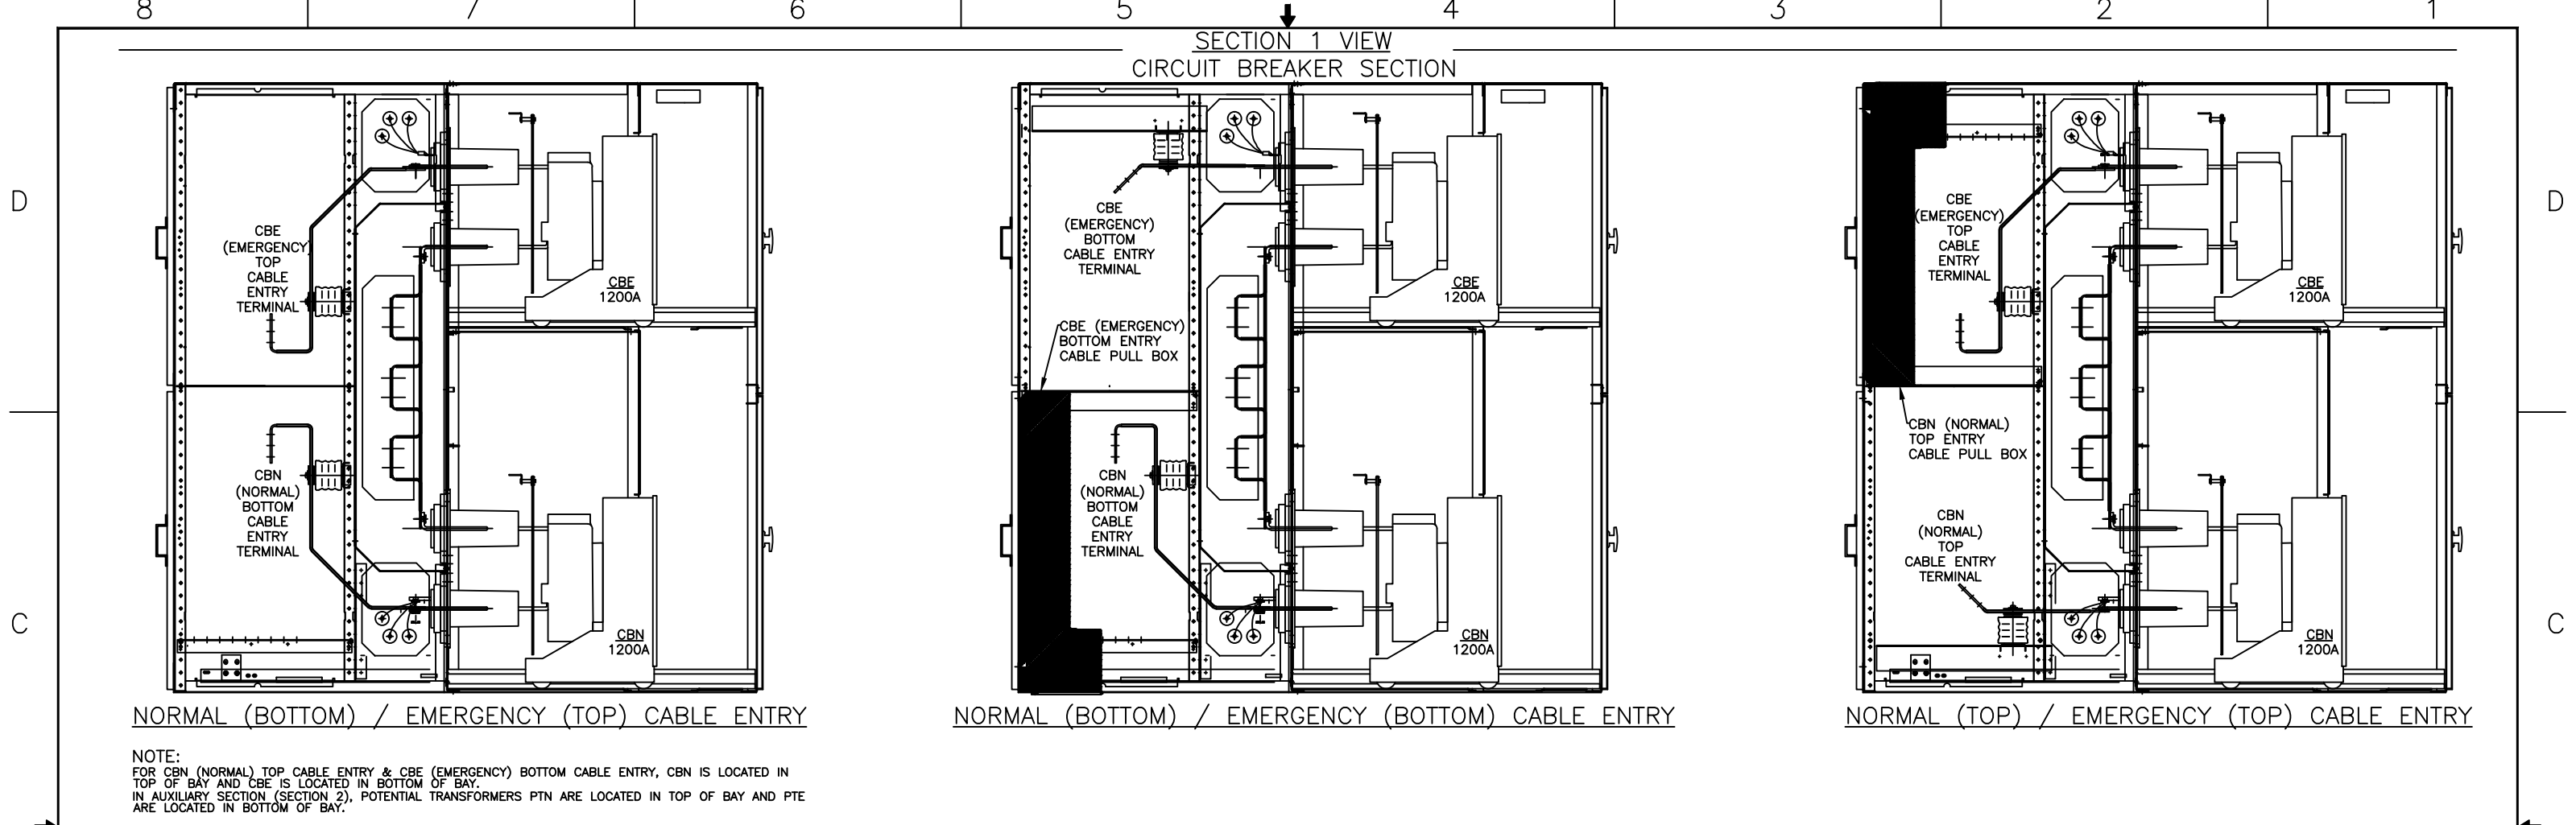 8 7 6 5 4 3 2 1
SECTION 1 VIEW
CIRCUIT BREAKER SECTION
D
D
C
C
CBE
(EMERGENCY)
TOP
CABLE
ENTRY
TERMINAL
CBE
1200A
CBN
(NORMAL)
BOTTOM
CABLE
ENTRY
TERMINAL
CBN
1200A
NORMAL (BOTTOM) / EMERGENCY (TOP) CABLE ENTRY
CBE
(EMERGENCY)
BOTTOM
CABLE ENTRY
TERMINAL
CBE
1200A
CBE (EMERGENCY)
BOTTOM ENTRY
CABLE PULL BOX
CBN
(NORMAL)
BOTTOM
CABLE
ENTRY
TERMINAL
CBN
1200A
NORMAL (BOTTOM) / EMERGENCY (BOTTOM) CABLE ENTRY
CBE
(EMERGENCY)
TOP
CABLE
ENTRY
TERMINAL
CBE
1200A
CBN (NORMAL)
TOP ENTRY
CABLE PULL BOX
CBN
(NORMAL)
TOP
CABLE ENTRY
TERMINAL
CBN
1200A
NORMAL (TOP) / EMERGENCY (TOP) CABLE ENTRY
NOTE:
FOR CBN (NORMAL) TOP CABLE ENTRY & CBE (EMERGENCY) BOTTOM CABLE ENTRY, CBN IS LOCATED IN
TOP OF BAY AND CBE IS LOCATED IN BOTTOM OF BAY.
IN AUXILIARY SECTION (SECTION 2), POTENTIAL TRANSFORMERS PTN ARE LOCATED IN TOP OF BAY AND PTE
ARE LOCATED IN BOTTOM OF BAY.